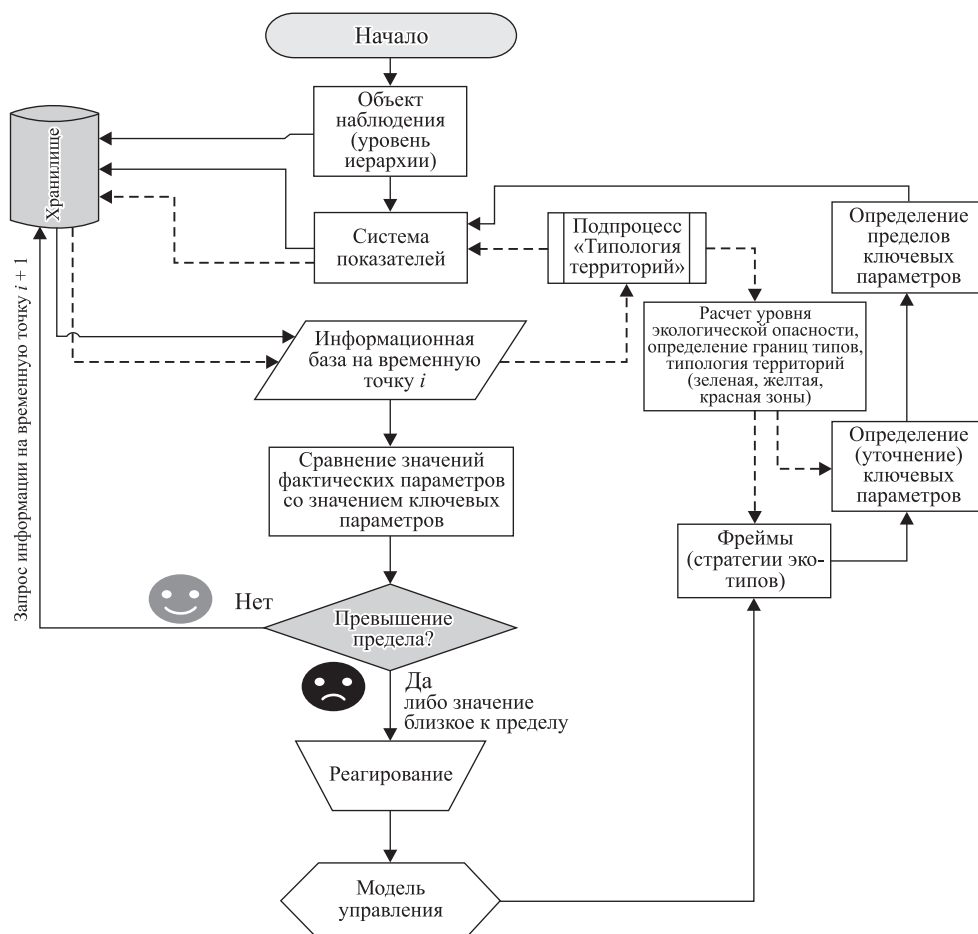 Начало
Объект
наблюдения
(уровень
иерархии)
Хранилище
Система
показателей
Подпроцесс
«Типология
территорий»
Определение
пределов
ключевых
параметров
Расчет уровня
экологической опасности,
определение границ типов,
типология территорий
(зеленая, желтая,
красная зоны)
Информационная
база на временную
точку i
Запрос информации на временную точку i + 1
Определение
(уточнение)
ключевых
параметров
Сравнение значений
фактических параметров
со значением ключевых
параметров
Фреймы
(стратегии эко-
типов)
Нет
Превышение
предела?
Да
либо значение
близкое к пределу
Реагирование
Модель
управления